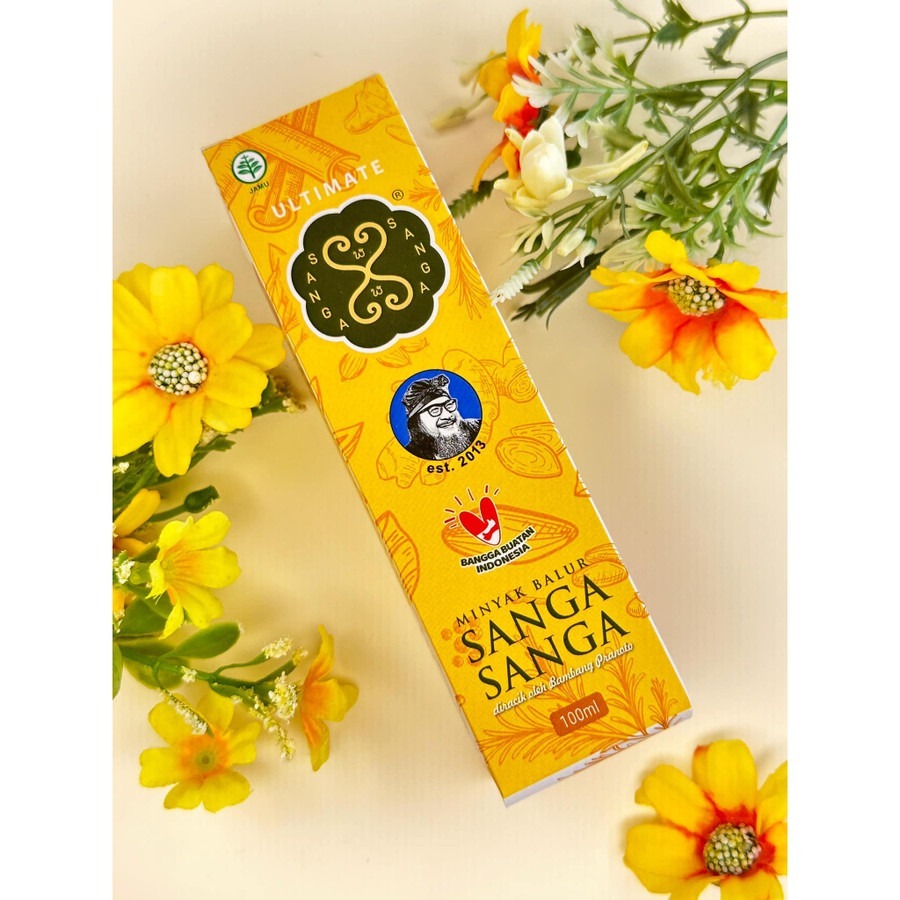 JAMU
ULTIMATE
®
SANGA
SANGA
est. 2013
BANGGA BUATAN
INDONESIA
MINYAK BALUR
SANGA
SANGA
diracik oleh Bambang Pranoto
100ml